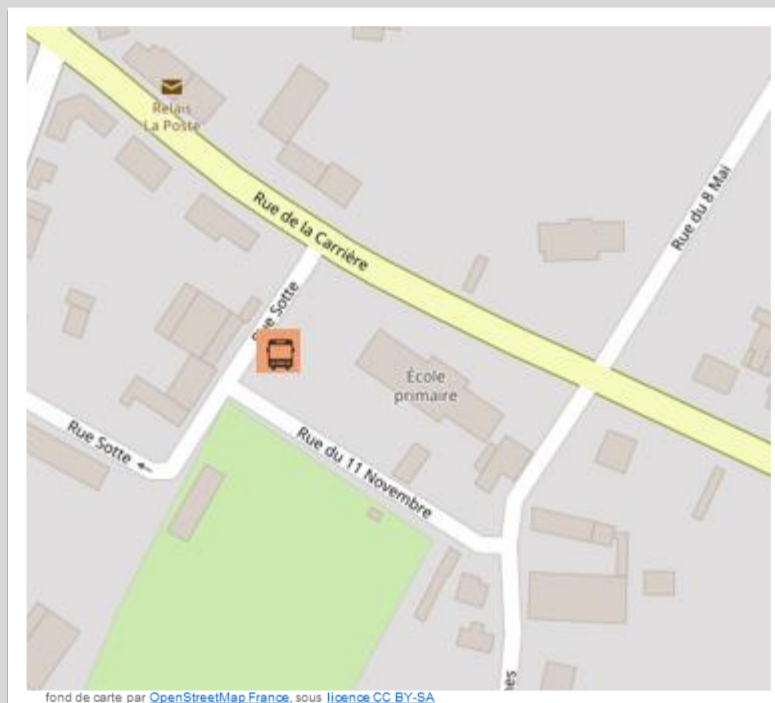 Relais
La Poste
Rue de la Carrière
Rue du 8 Mai
Sotte
École
primaire
Rue Sotte
Rue du 11 Novembre
fond de carte par OpenStreetMap France, sous licence CC BY-SA